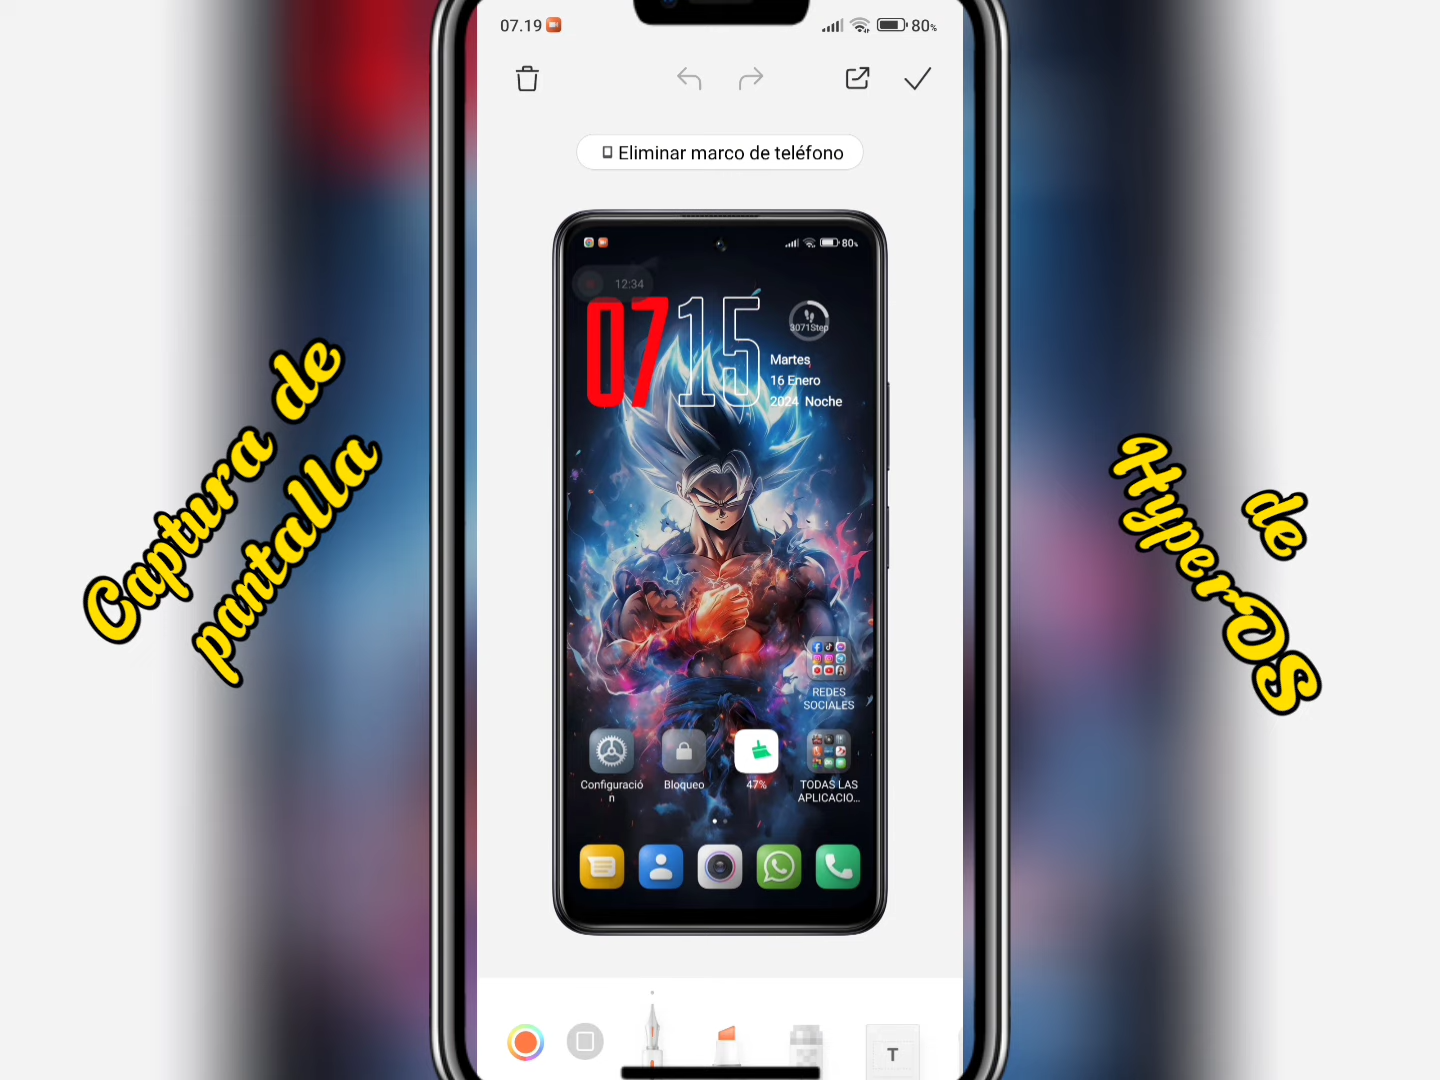 07.19
80%
Eliminar marco de teléfono
80%
12:34
07 15
3071Step
Martes
16 Enero
2024 Noche
Captura de
pantalla
de
HyperOS
REDES
SOCIALES
Configuració
n
Bloqueo
47%
TODAS LAS
APLICACIO...
T